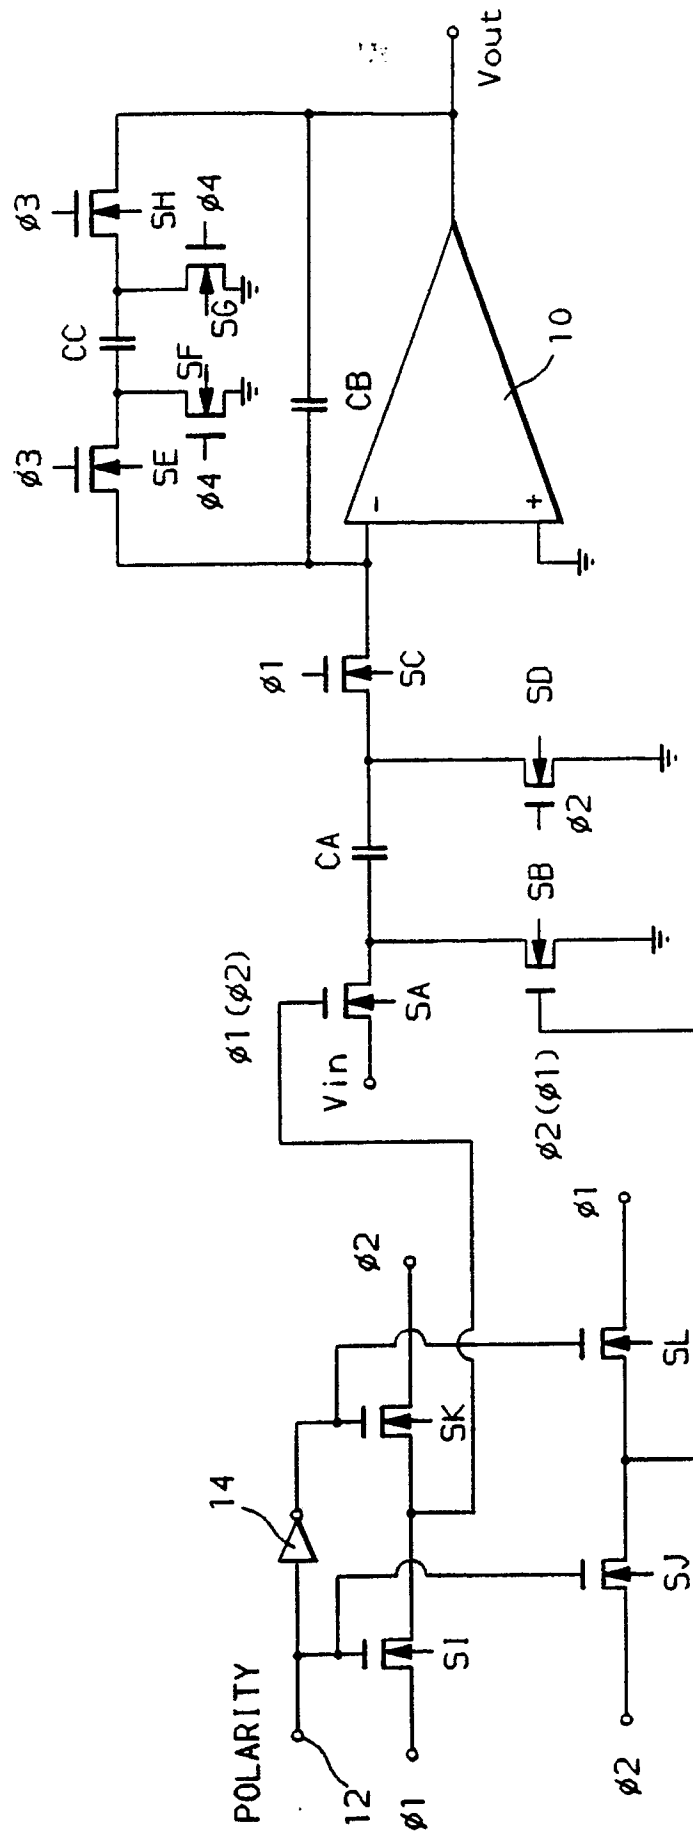 POLARITY
12
14
ø1
SI
SK
ø2
ø2
SJ
SL
ø1
ø1(ø2)
Vin
SA
ø2(ø1)
SB
CA
SD
ø2
ø1
SC
ø3
SE
ø4
SF
CC
SG
ø4
ø3
SH
CB
-
+
10
Vout